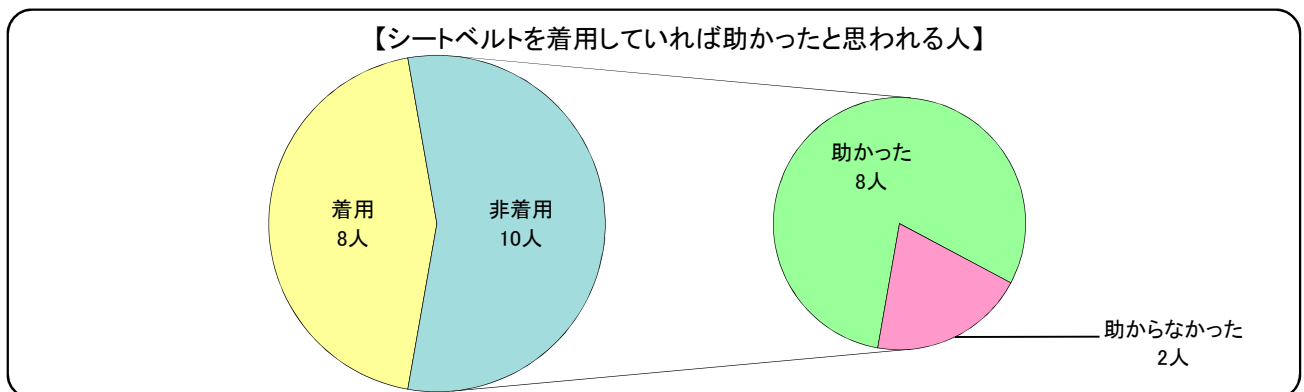 【シートベルトを着用していれば助かったと思われる人】
着用
8人
非着用
10人
助かった
8人
助からなかった
2人